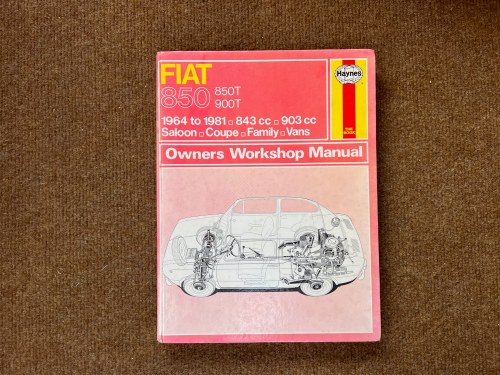 FIAT
850 850T
900T
1964 to 1981 □ 843 cc □ 903 cc
Saloon □ Coupe □ Family □ Vans
Haynes
Owners Workshop Manual